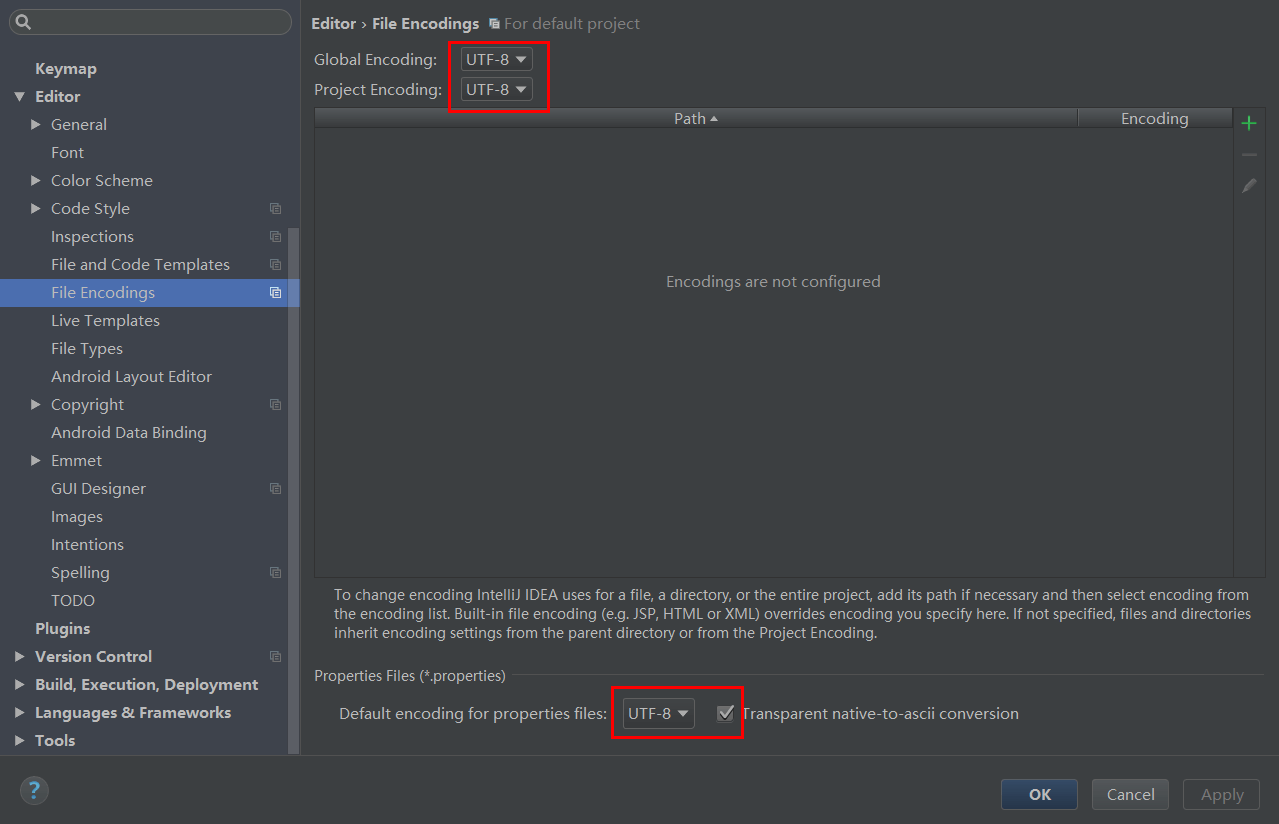 Keymap
Editor
General
Font
Color Scheme
Code Style
Inspections
File and Code Templates
File Encodings
Live Templates
File Types
Android Layout Editor
Copyright
Android Data Binding
Emmet
GUI Designer
Images
Intentions
Spelling
TODO
Plugins
Version Control
Build, Execution, Deployment
Languages & Frameworks
Tools
Editor › File Encodings For default project
Global Encoding: UTF-8
Project Encoding: UTF-8
Path Encoding
Encodings are not configured
To change encoding IntelliJ IDEA uses for a file, a directory, or the entire project, add its path if necessary and then select encoding from
the encoding list. Built-in file encoding (e.g. JSP, HTML or XML) overrides encoding you specify here. If not specified, files and directories
inherit encoding settings from the parent directory or from the Project Encoding.
Properties Files (*.properties)
Default encoding for properties files: UTF-8 Transparent native-to-ascii conversion
? OK Cancel Apply